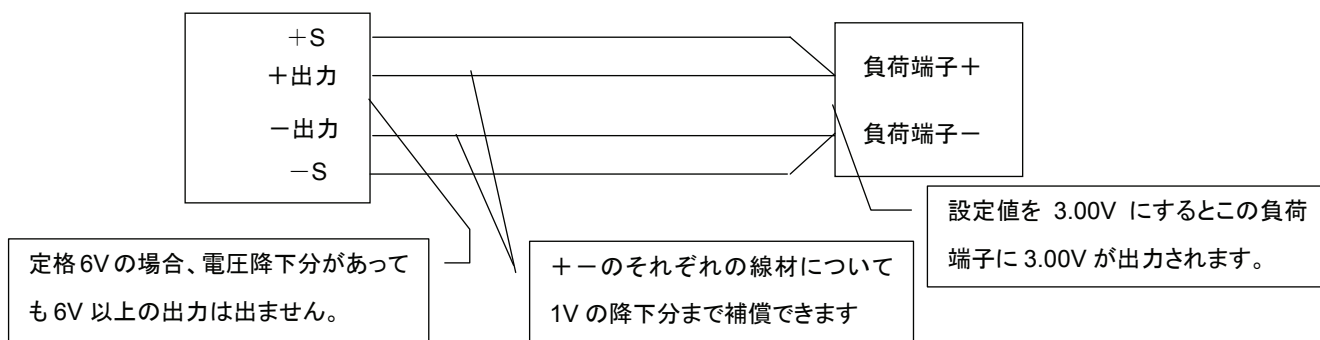 ＋S
＋出力
－出力
－S
負荷端子＋
負荷端子－
設定値を 3.00V にするとこの負荷
端子に 3.00V が出力されます。
定格 6V の場合、電圧降下分があって
も 6V 以上の出力は出ません。
＋－のそれぞれの線材について
1V の降下分まで補償できます